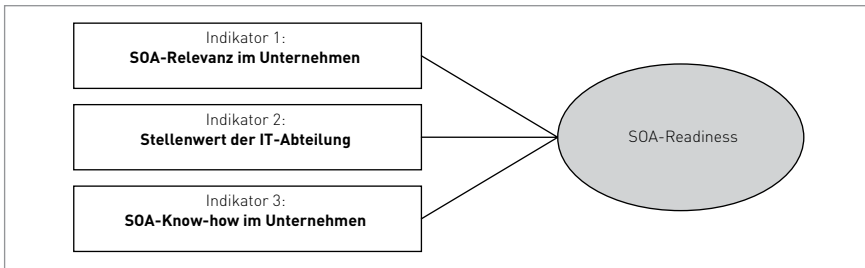 Indikator 1:
SOA-Relevanz im Unternehmen
Indikator 2:
Stellenwert der IT-Abteilung
Indikator 3:
SOA-Know-how im Unternehmen
SOA-Readiness